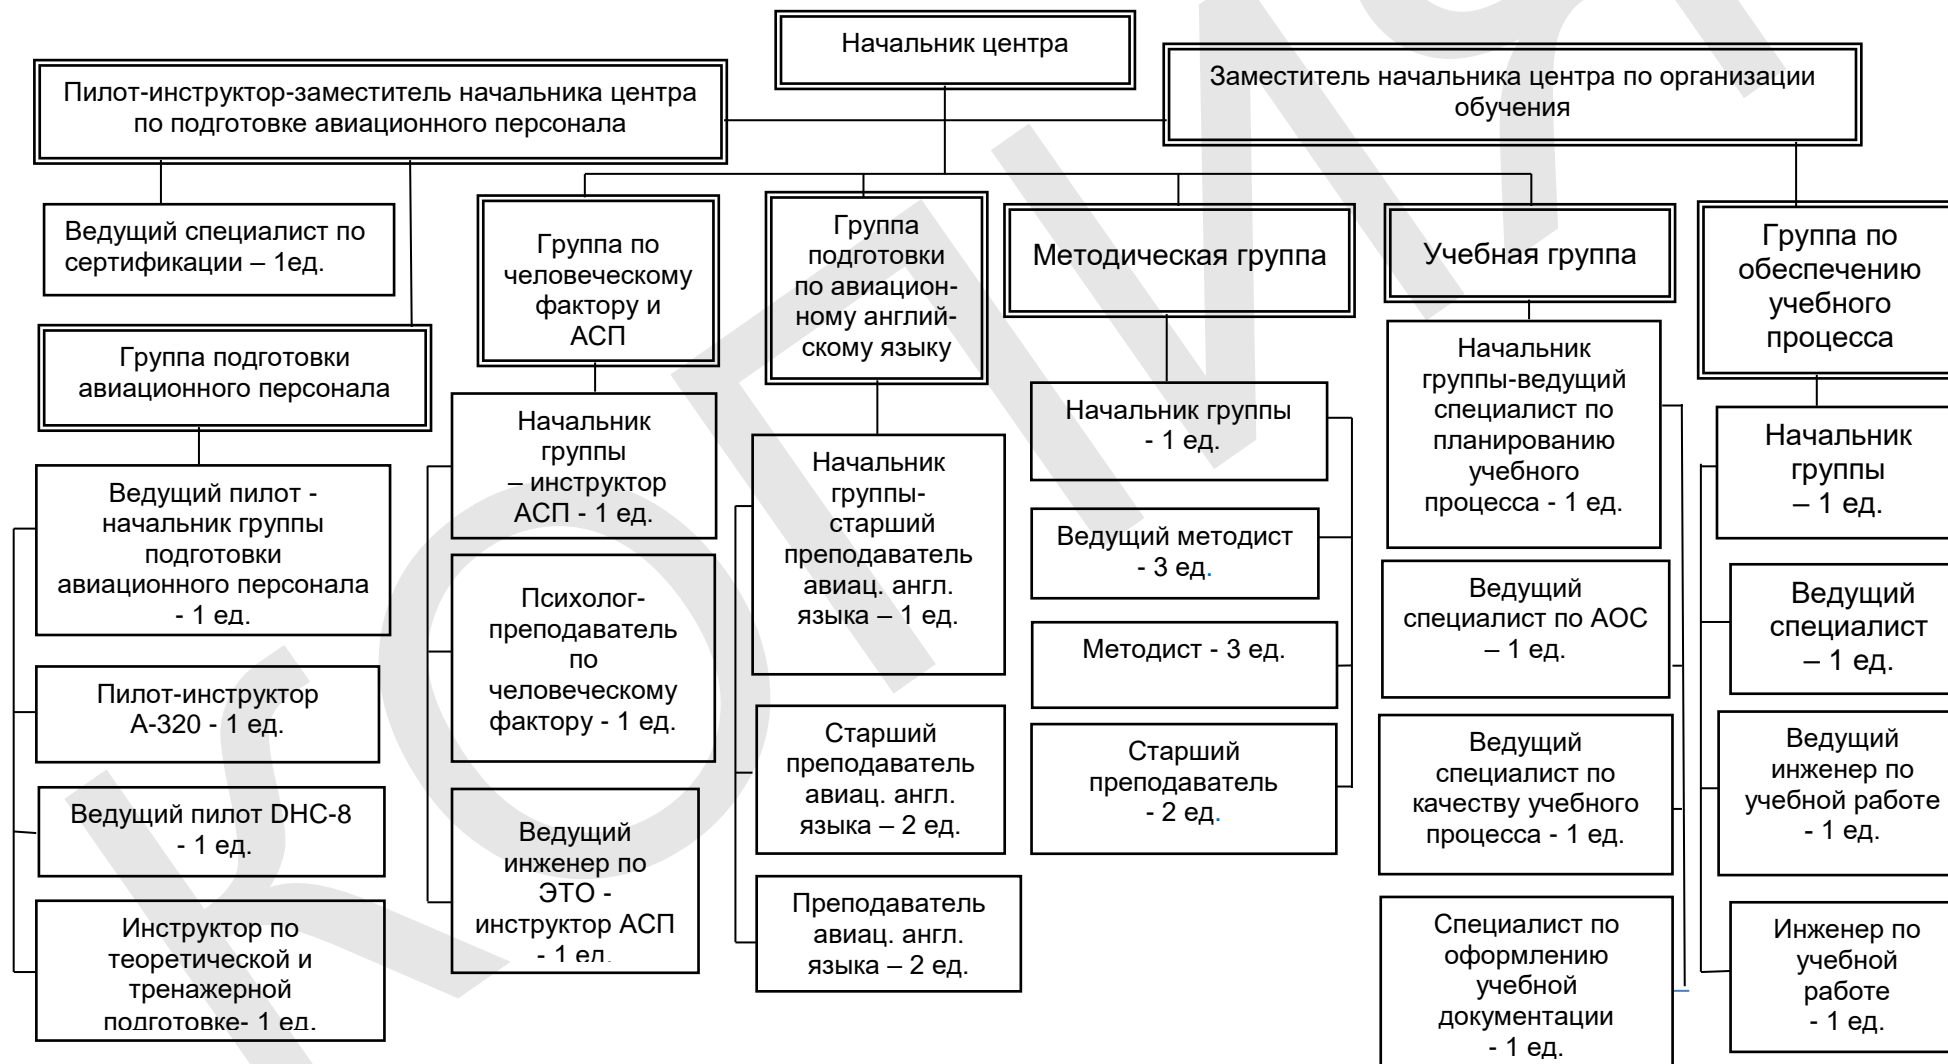 Начальник центра
Пилот-инструктор-заместитель начальника центра
по подготовке авиационного персонала
Заместитель начальника центра по организации
обучения
Ведущий специалист по
сертификации – 1ед.
Группа подготовки
авиационного персонала
Ведущий пилот -
начальник группы
подготовки
авиационного персонала
- 1 ед.
Пилот-инструктор
А-320 - 1 ед.
Ведущий пилот DHC-8
- 1 ед.
Инструктор по
теоретической и
тренажерной
подготовке- 1 ед.
Группа по
человеческому
фактору и
АСП
Начальник
группы
– инструктор
АСП - 1 ед.
Психолог-
преподаватель
по
человеческому
фактору - 1 ед.
Ведущий
инженер по
ЭТО -
инструктор АСП
- 1 ед.
Группа
подготовки
по авиацион-
ному англий-
скому языку
Начальник
группы-
старший
преподаватель
авиац. англ.
языка – 1 ед.
Старший
преподаватель
авиац. англ.
языка – 2 ед.
Преподаватель
авиац. англ.
языка – 2 ед.
Методическая группа
Начальник группы
- 1 ед.
Ведущий методист
- 3 ед.
Методист - 3 ед.
Старший
преподаватель
- 2 ед.
Учебная группа
Начальник
группы-ведущий
специалист по
планированию
учебного
процесса - 1 ед.
Ведущий
специалист по АОС
– 1 ед.
Ведущий
специалист по
качеству учебного
процесса - 1 ед.
Специалист по
оформлению
учебной
документации
- 1 ед.
Группа по
обеспечению
учебного
процесса
Начальник
группы
– 1 ед.
Ведущий
специалист
– 1 ед.
Ведущий
инженер по
учебной работе
- 1 ед.
Инженер по
учебной
работе
- 1 ед.
КОПИЯ